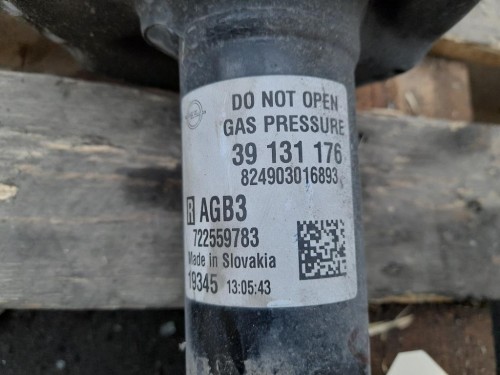 DO NOT OPEN
GAS PRESSURE
39 131 176
824903016893
R AGB3
722559783
Made in Slovakia
19345 13:05:43